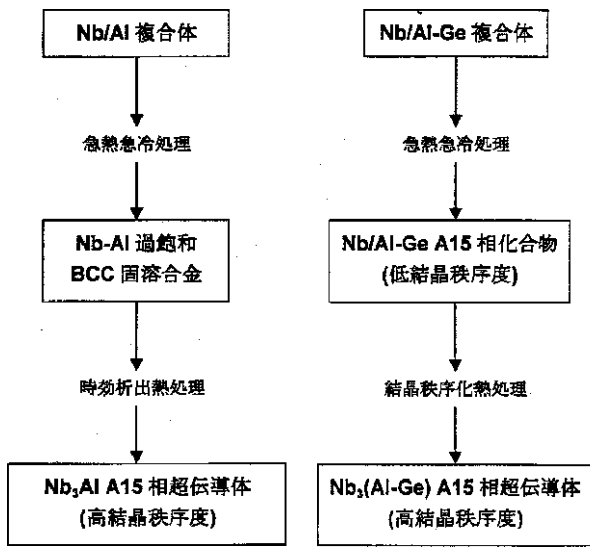 Nb/Al 複合体
急熱急冷処理
Nb-Al 過飽和
BCC 固溶合金
時効析出熱処理
Nb₃Al A15 相超伝導体
(高結晶秩序度)
Nb/Al-Ge 複合体
急熱急冷処理
Nb/Al-Ge A15 相化合物
(低結晶秩序度)
結晶秩序化熱処理
Nb₃(Al-Ge) A15 相超伝導体
(高結晶秩序度)